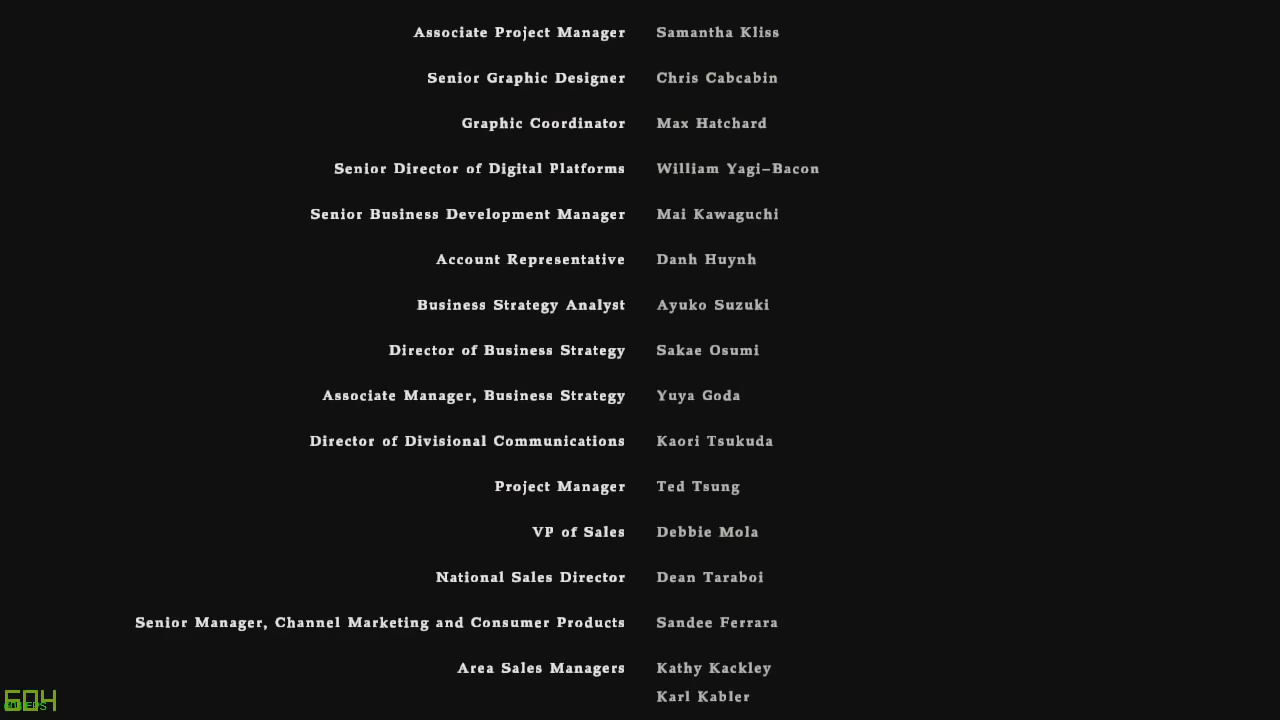 Associate Project Manager Samantha Kliss
Senior Graphic Designer Chris Cabcabin
Graphic Coordinator Max Hatchard
Senior Director of Digital Platforms William Yagi-Bacon
Senior Business Development Manager Mai Kawaguchi
Account Representative Danh Huynh
Business Strategy Analyst Ayuko Suzuki
Director of Business Strategy Sakae Osumi
Associate Manager, Business Strategy Yuya Goda
Director of Divisional Communications Kaori Tsukuda
Project Manager Ted Tsung
VP of Sales Debbie Mola
National Sales Director Dean Taraboi
Senior Manager, Channel Marketing and Consumer Products Sandee Ferrara
Area Sales Managers Kathy Kackley
Karl Kabler
604